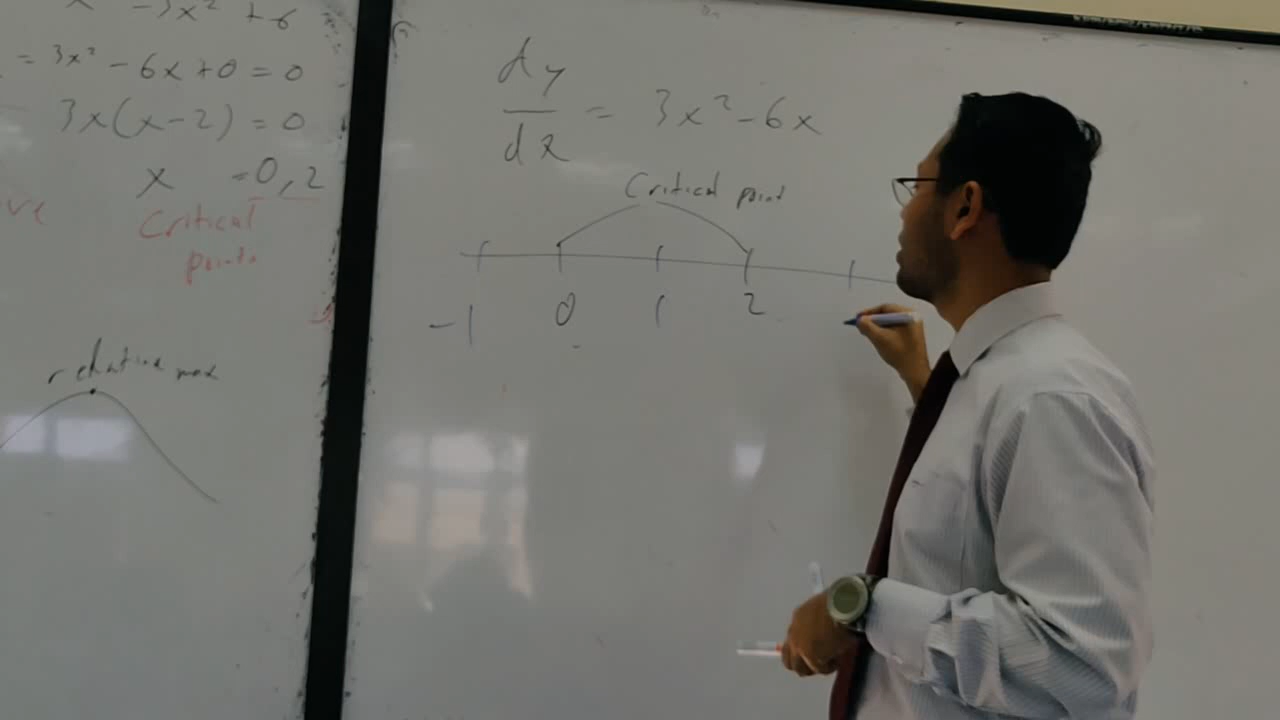 -3x² + 6
= 3x² - 6x + 0 = 0
3x(x-2) = 0
x = 0, 2
Critical
points
relative max
dy/dx = 3x² - 6x
Critical point
-1 0 1 2